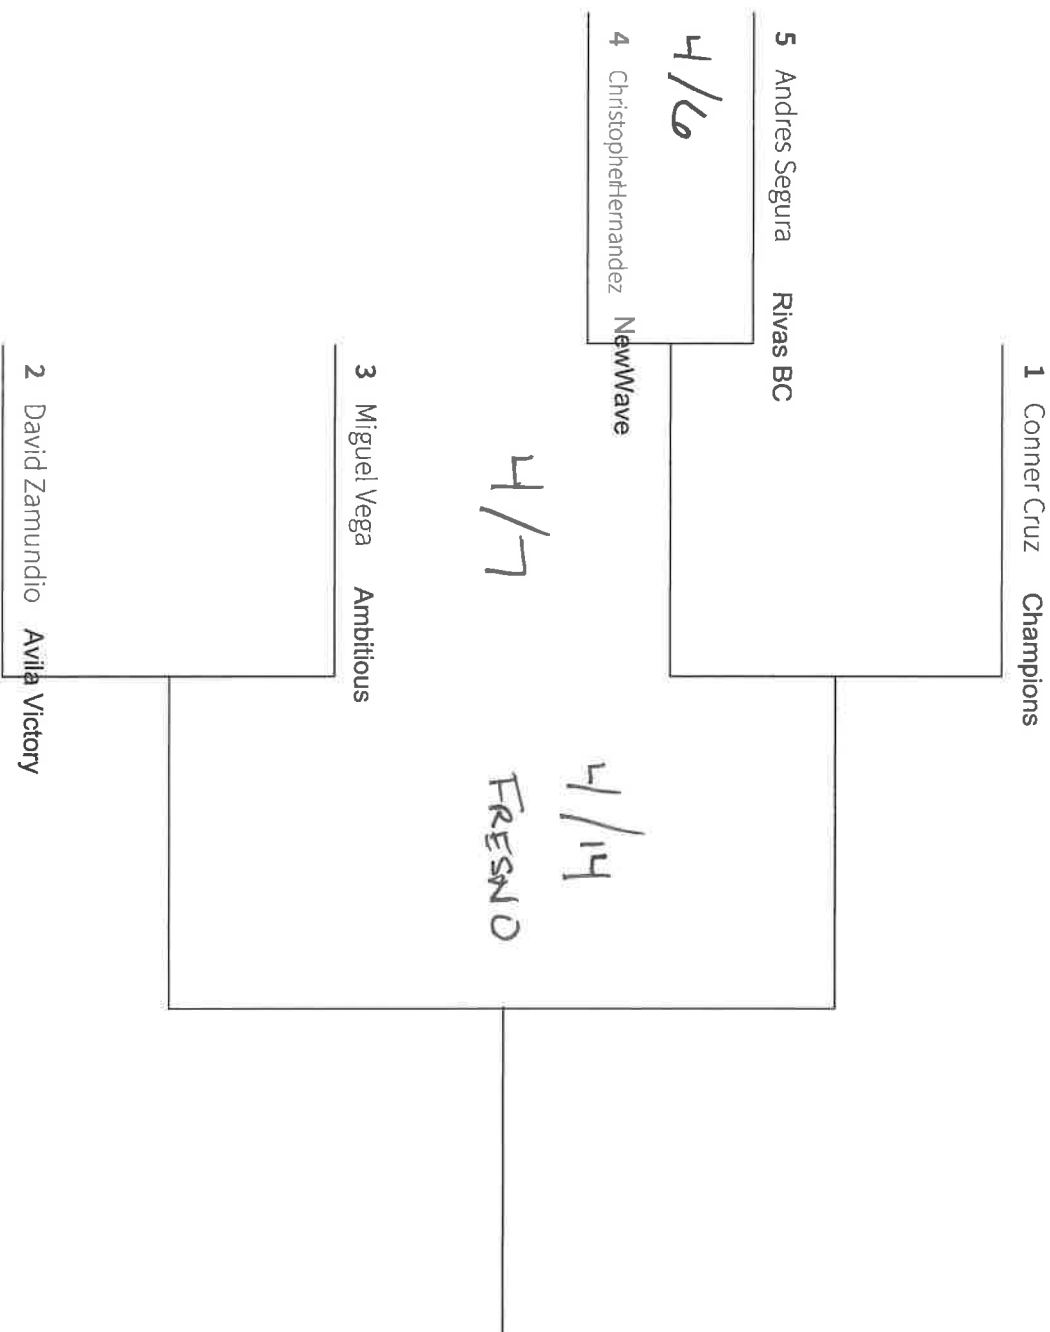 1 Conner Cruz Champions
5 Andres Segura Rivas BC
4/6
4 ChristopherHernandez NewWave
4/7
4/14
FRESNO
3 Miguel Vega Ambitious
2 David Zamundio Avila Victory